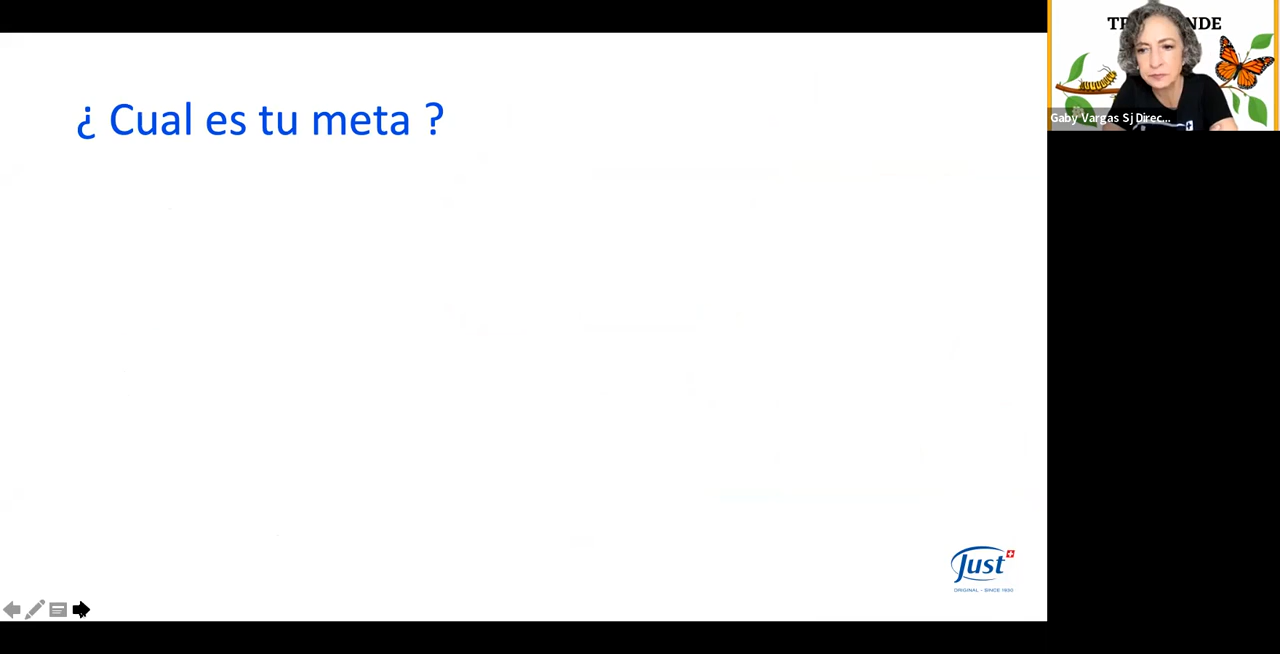 ¿ Cual es tu meta ?
Gaby Vargas Sj Direc...
Just
ORIGINAL - SINCE 1930